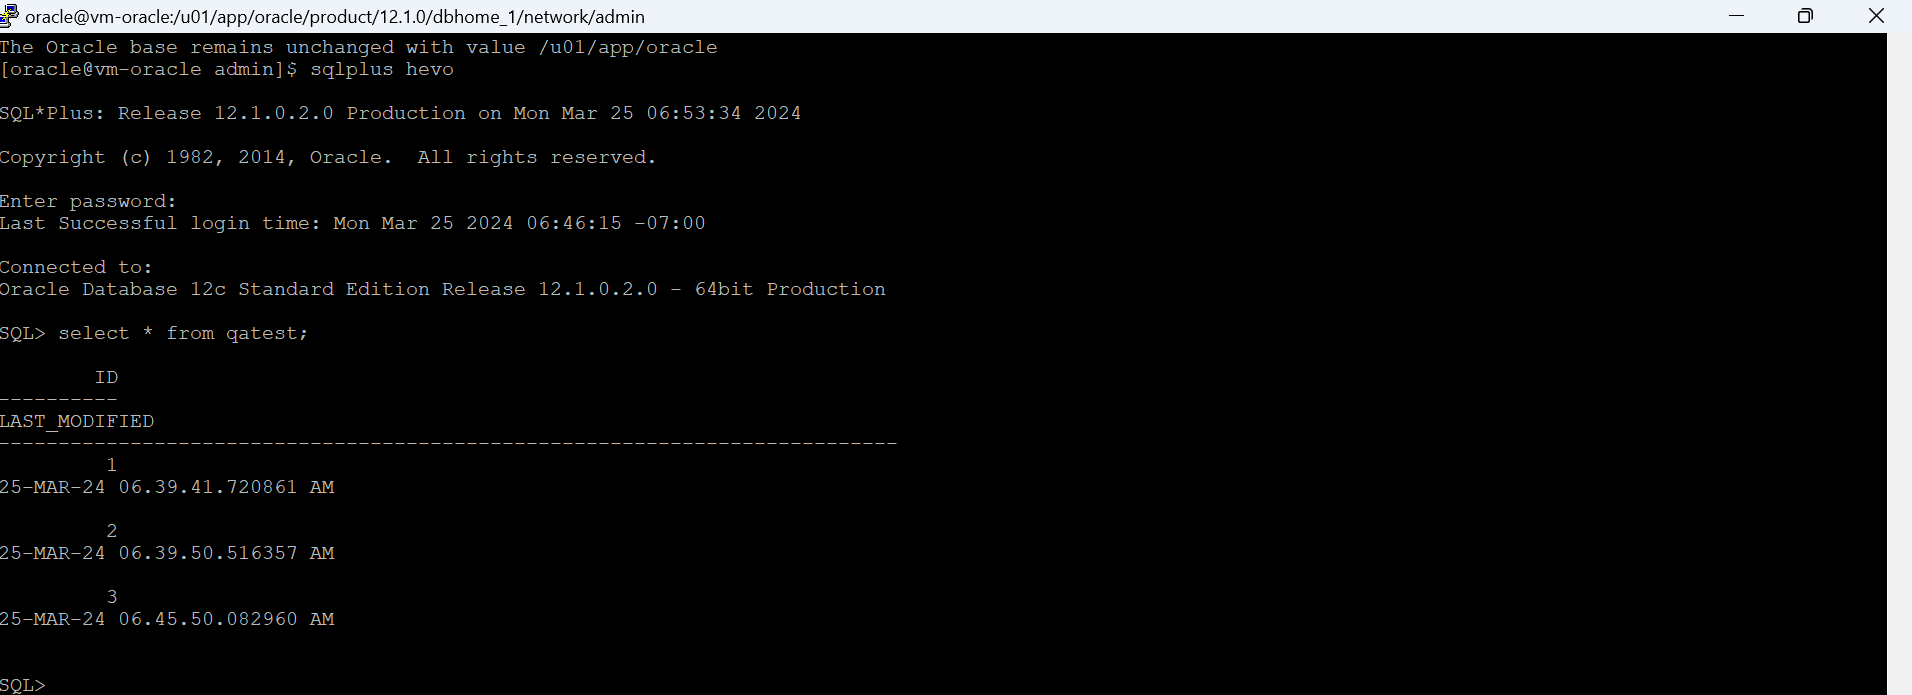 oracle@vm-oracle:/u01/app/oracle/product/12.1.0/dbhome_1/network/admin
The Oracle base remains unchanged with value /u01/app/oracle
[oracle@vm-oracle admin]$ sqlplus hevo
SQL*Plus: Release 12.1.0.2.0 Production on Mon Mar 25 06:53:34 2024
Copyright (c) 1982, 2014, Oracle.  All rights reserved.
Enter password:
Last Successful login time: Mon Mar 25 2024 06:46:15 -07:00
Connected to:
Oracle Database 12c Standard Edition Release 12.1.0.2.0 - 64bit Production
SQL> select * from qatest;
ID
----------
LAST_MODIFIED
---------------------------------------------------------------------------
1
25-MAR-24 06.39.41.720861 AM
2
25-MAR-24 06.39.50.516357 AM
3
25-MAR-24 06.45.50.082960 AM
SQL>